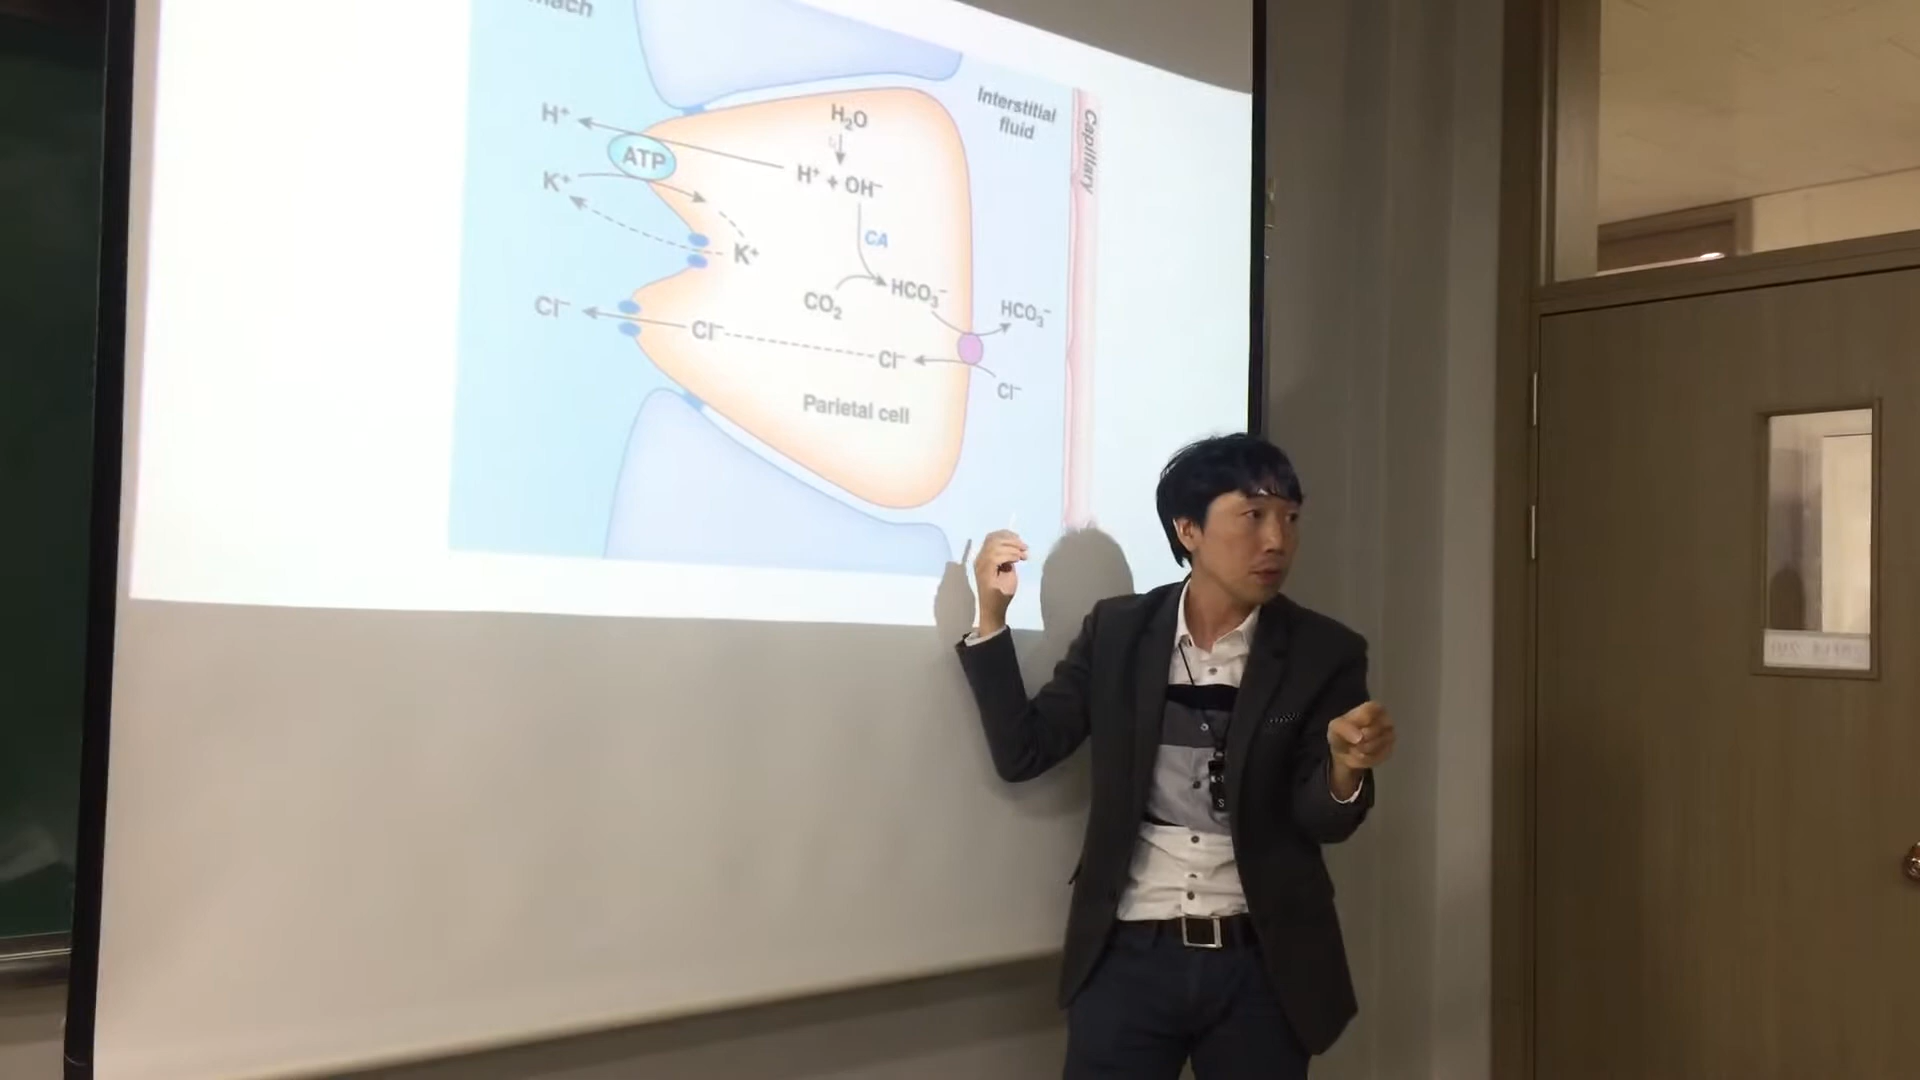 mach
H₂O
Interstitial
fluid
Capillary
H⁺
ATP
H⁺ + OH⁻
K⁺
CA
K⁺
HCO₃⁻
CO₂
HCO₃⁻
Cl⁻
Cl⁻
Cl⁻
Cl⁻
Parietal cell